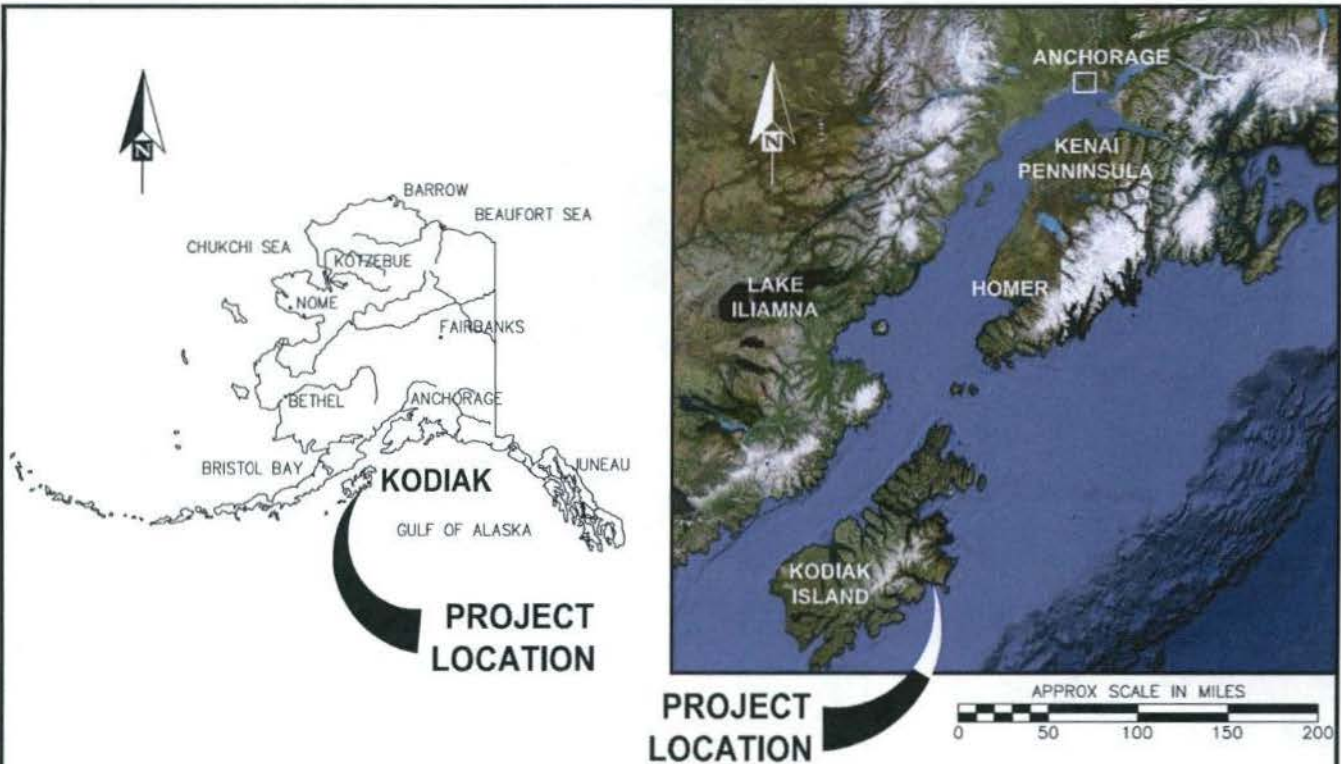 N
BARROW
BEAUFORT SEA
CHUKCHI SEA
KOTZEBUE
NOME
FAIRBANKS
BETHEL
ANCHORAGE
BRISTOL BAY
JUNEAU
KODIAK
GULF OF ALASKA
PROJECT
LOCATION
N
ANCHORAGE
KENAI
PENNINSULA
LAKE
ILIAMNA
HOMER
KODIAK
ISLAND
PROJECT
LOCATION
APPROX SCALE IN MILES
0 50 100 150 200